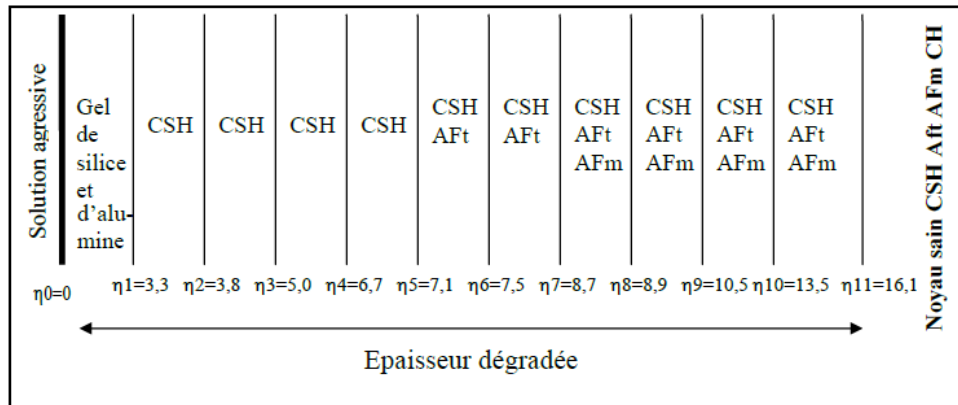 Solution agressive
Gel
de
silice
et
d'alu-
mine
CSH
CSH
CSH
CSH
CSH
AFt
CSH
AFt
CSH
AFt
AFm
CSH
AFt
AFm
CSH
AFt
AFm
CSH
AFt
AFm
Noyau sain CSH Aft AFm CH
η0=0
η1=3,3
η2=3,8
η3=5,0
η4=6,7
η5=7,1
η6=7,5
η7=8,7
η8=8,9
η9=10,5
η10=13,5
η11=16,1
Epaisseur dégradée